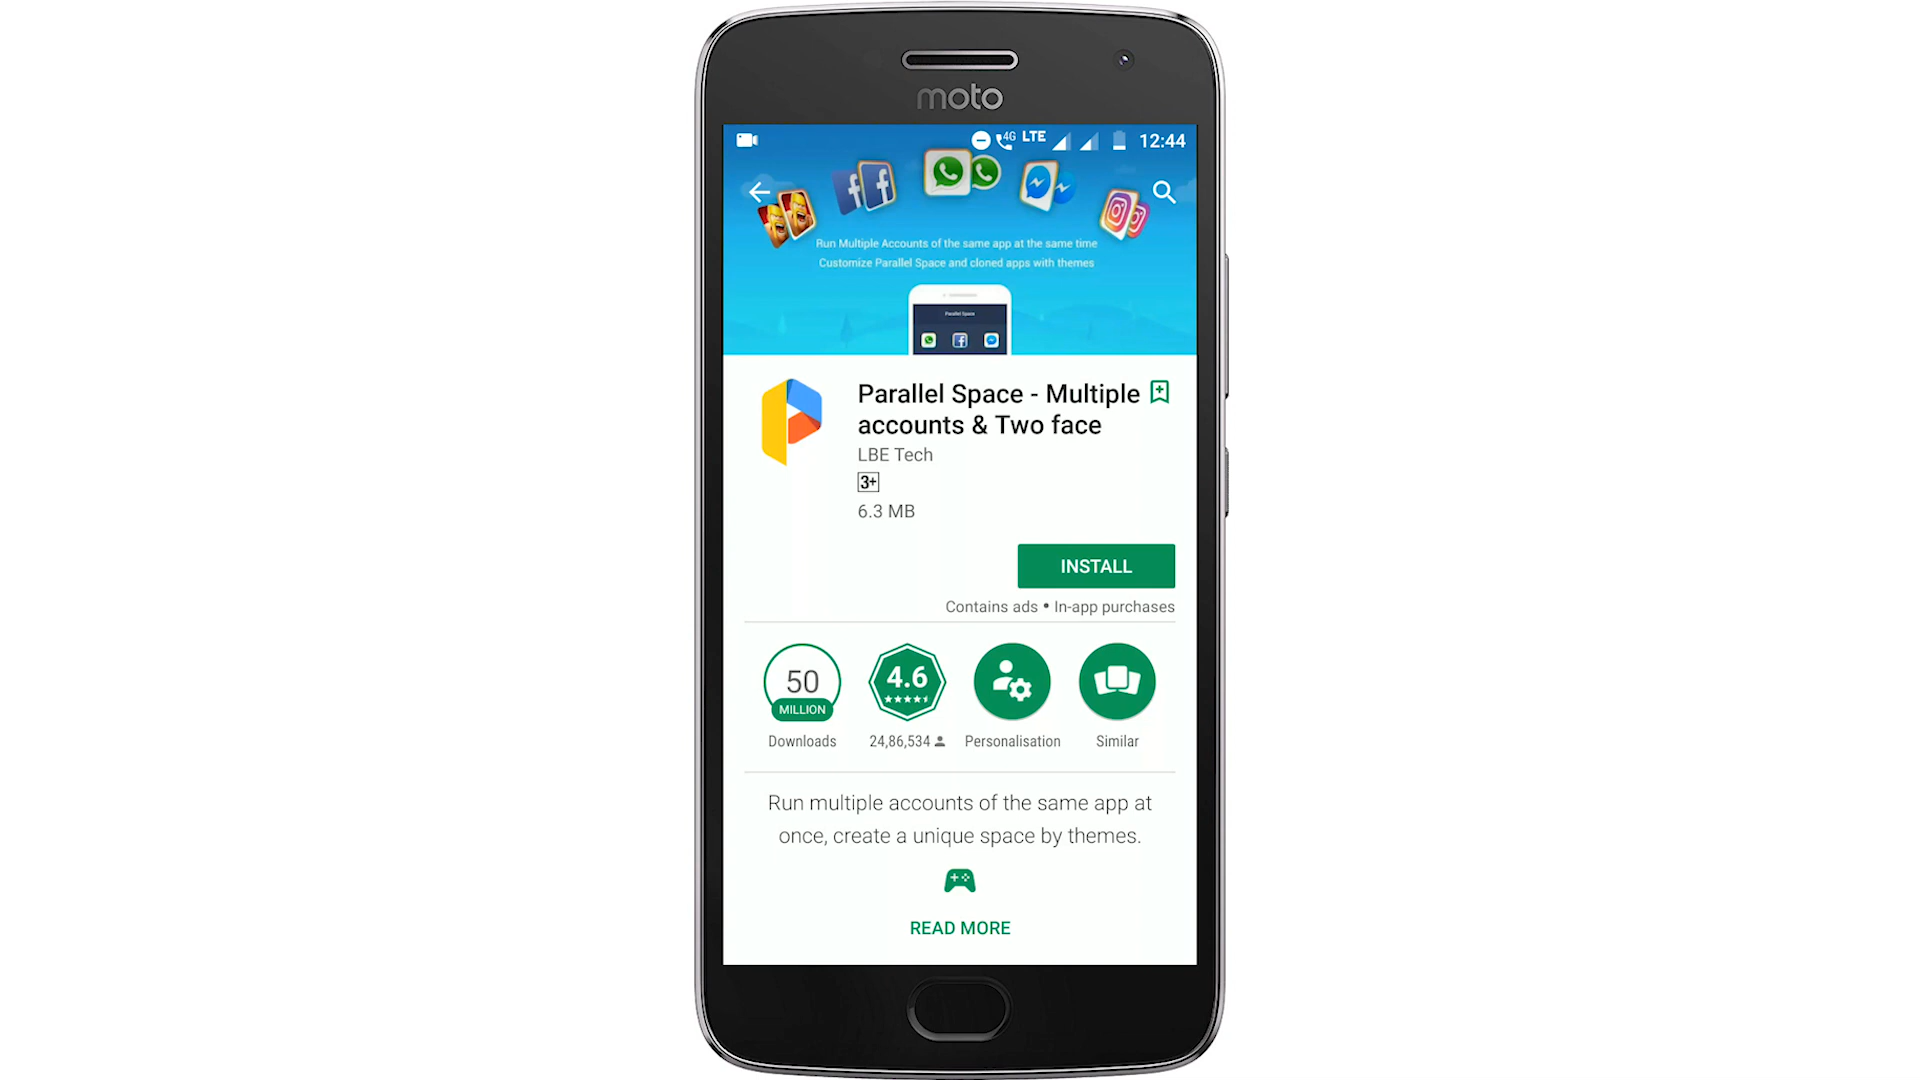 moto
4G LTE 12:44
Run Multiple Accounts of the same app at the same time
Customize Parallel Space and cloned apps with themes
Parallel Space
Parallel Space - Multiple
accounts & Two face
LBE Tech
3+
6.3 MB
INSTALL
Contains ads • In-app purchases
50
MILLION
4.6
Downloads
24,86,534
Personalisation
Similar
Run multiple accounts of the same app at
once, create a unique space by themes.
READ MORE